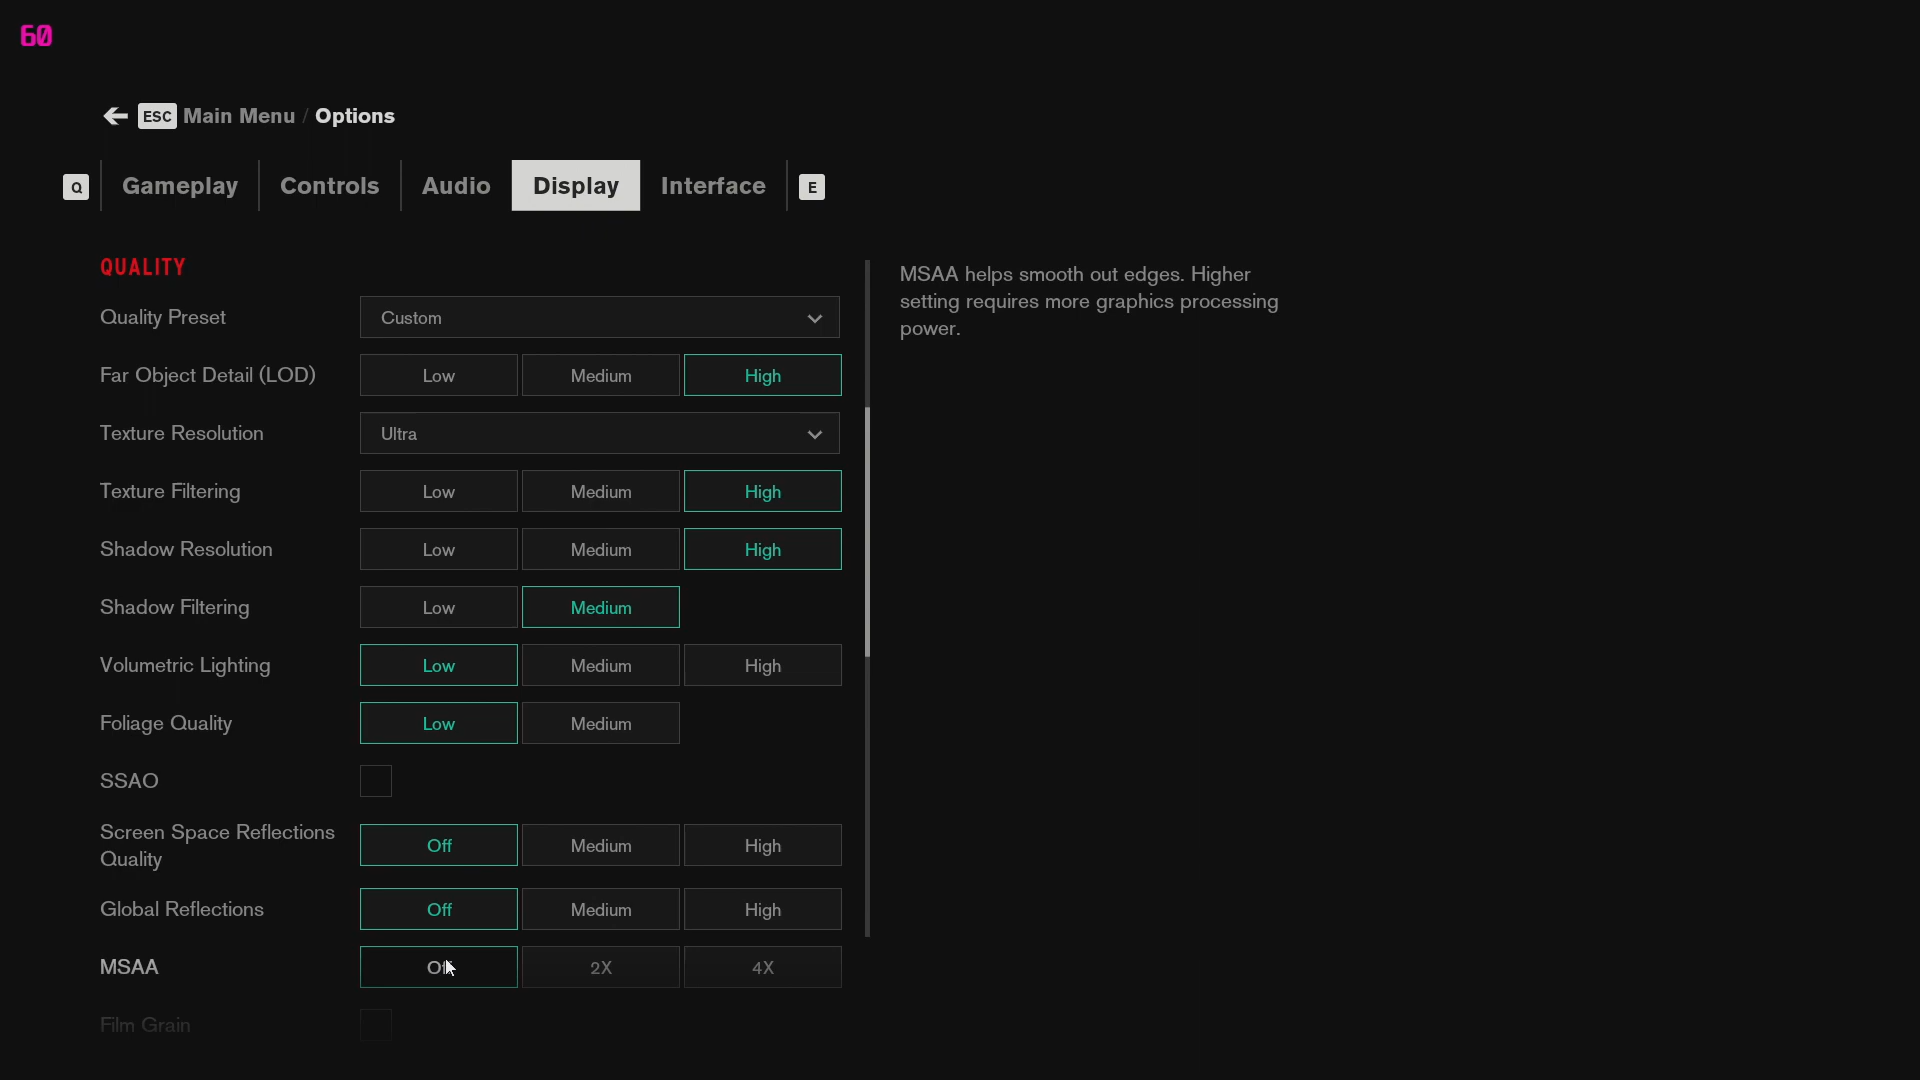 60
ESC Main Menu / Options
Q Gameplay Controls Audio Display Interface E
QUALITY
Quality Preset Custom
Far Object Detail (LOD) Low Medium High
Texture Resolution Ultra
Texture Filtering Low Medium High
Shadow Resolution Low Medium High
Shadow Filtering Low Medium
Volumetric Lighting Low Medium High
Foliage Quality Low Medium
SSAO
Screen Space Reflections
Quality
Off Medium High
Global Reflections Off Medium High
MSAA Off 2X 4X
Film Grain
MSAA helps smooth out edges. Higher
setting requires more graphics processing
power.